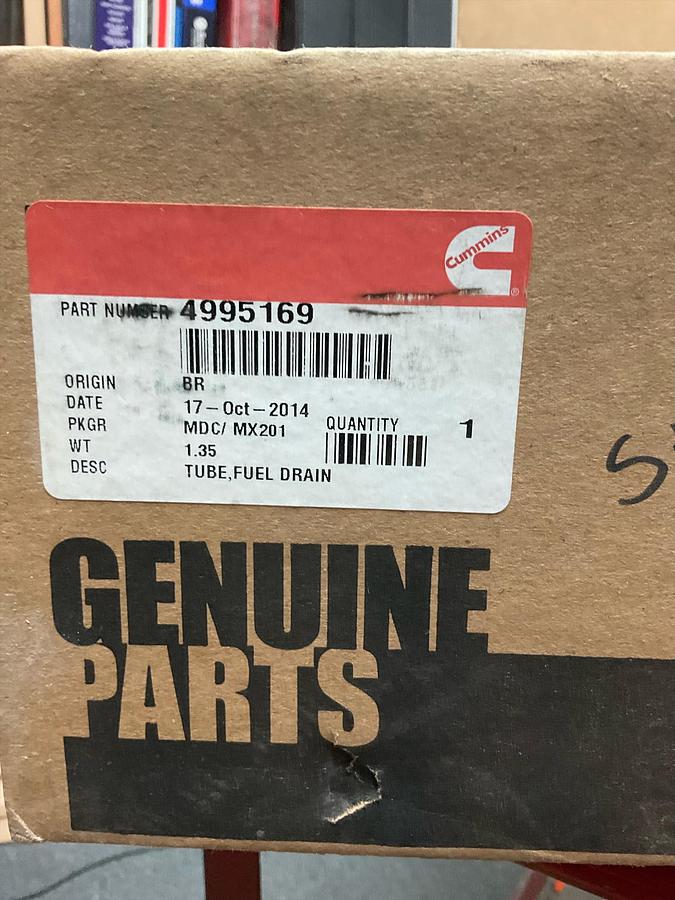 Cummins
®
PART NUMBER 4995169
ORIGIN BR
DATE 17-Oct-2014
PKGR MDC/ MX201
QUANTITY 1
WT 1.35
DESC TUBE,FUEL DRAIN
S
GENUINE
PARTS